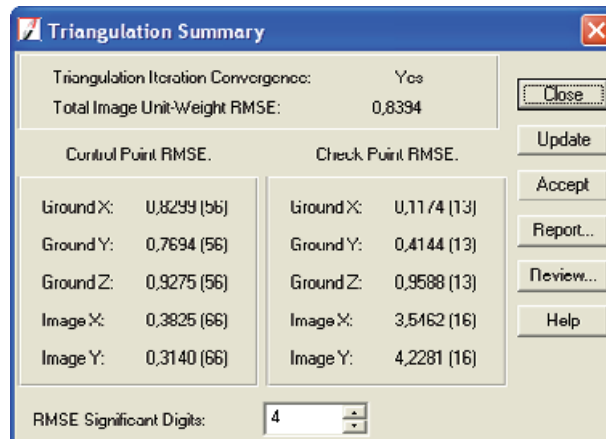 Triangulation Summary
Triangulation Iteration Convergence: Yes
Total Image Unit-Weight RMSE: 0,8394
Close
Update
Accept
Report...
Review...
Help
Control Point RMSE.
Ground X: 0,8299 (56)
Ground Y: 0,7694 (56)
Ground Z: 0,9275 (56)
Image X: 0,3825 (66)
Image Y: 0,3140 (66)
Check Point RMSE.
Ground X: 0,1174 (13)
Ground Y: 0,4144 (13)
Ground Z: 0,9588 (13)
Image X: 3,5462 (16)
Image Y: 4,2281 (16)
RMSE Significant Digits: 4